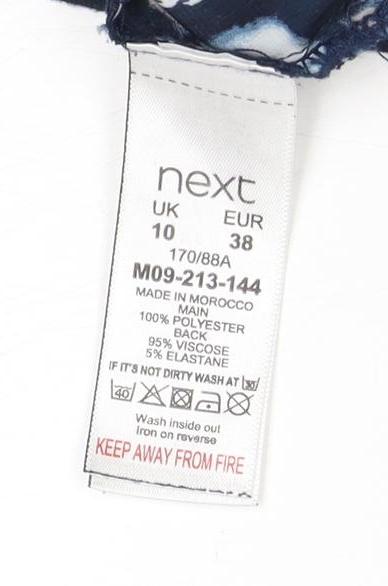 next
UK EUR
10 38
170/88A
M09-213-144
MADE IN MOROCCO
MAIN
100% POLYESTER
BACK
95% VISCOSE
5% ELASTANE
IF IT'S NOT DIRTY WASH AT 30
40
Wash inside out
Iron on reverse
KEEP AWAY FROM FIRE